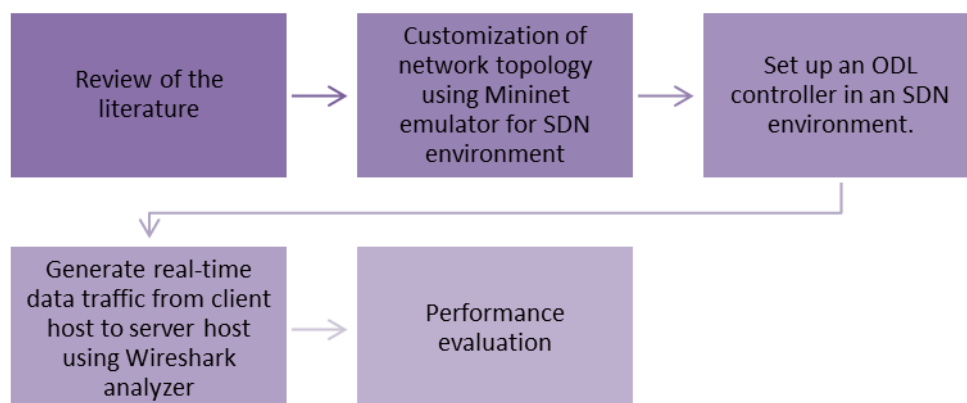 Review of the
literature
Customization of
network topology
using Mininet
emulator for SDN
environment
Set up an ODL
controller in an SDN
environment.
Generate real-time
data traffic from client
host to server host
using Wireshark
analyzer
Performance
evaluation